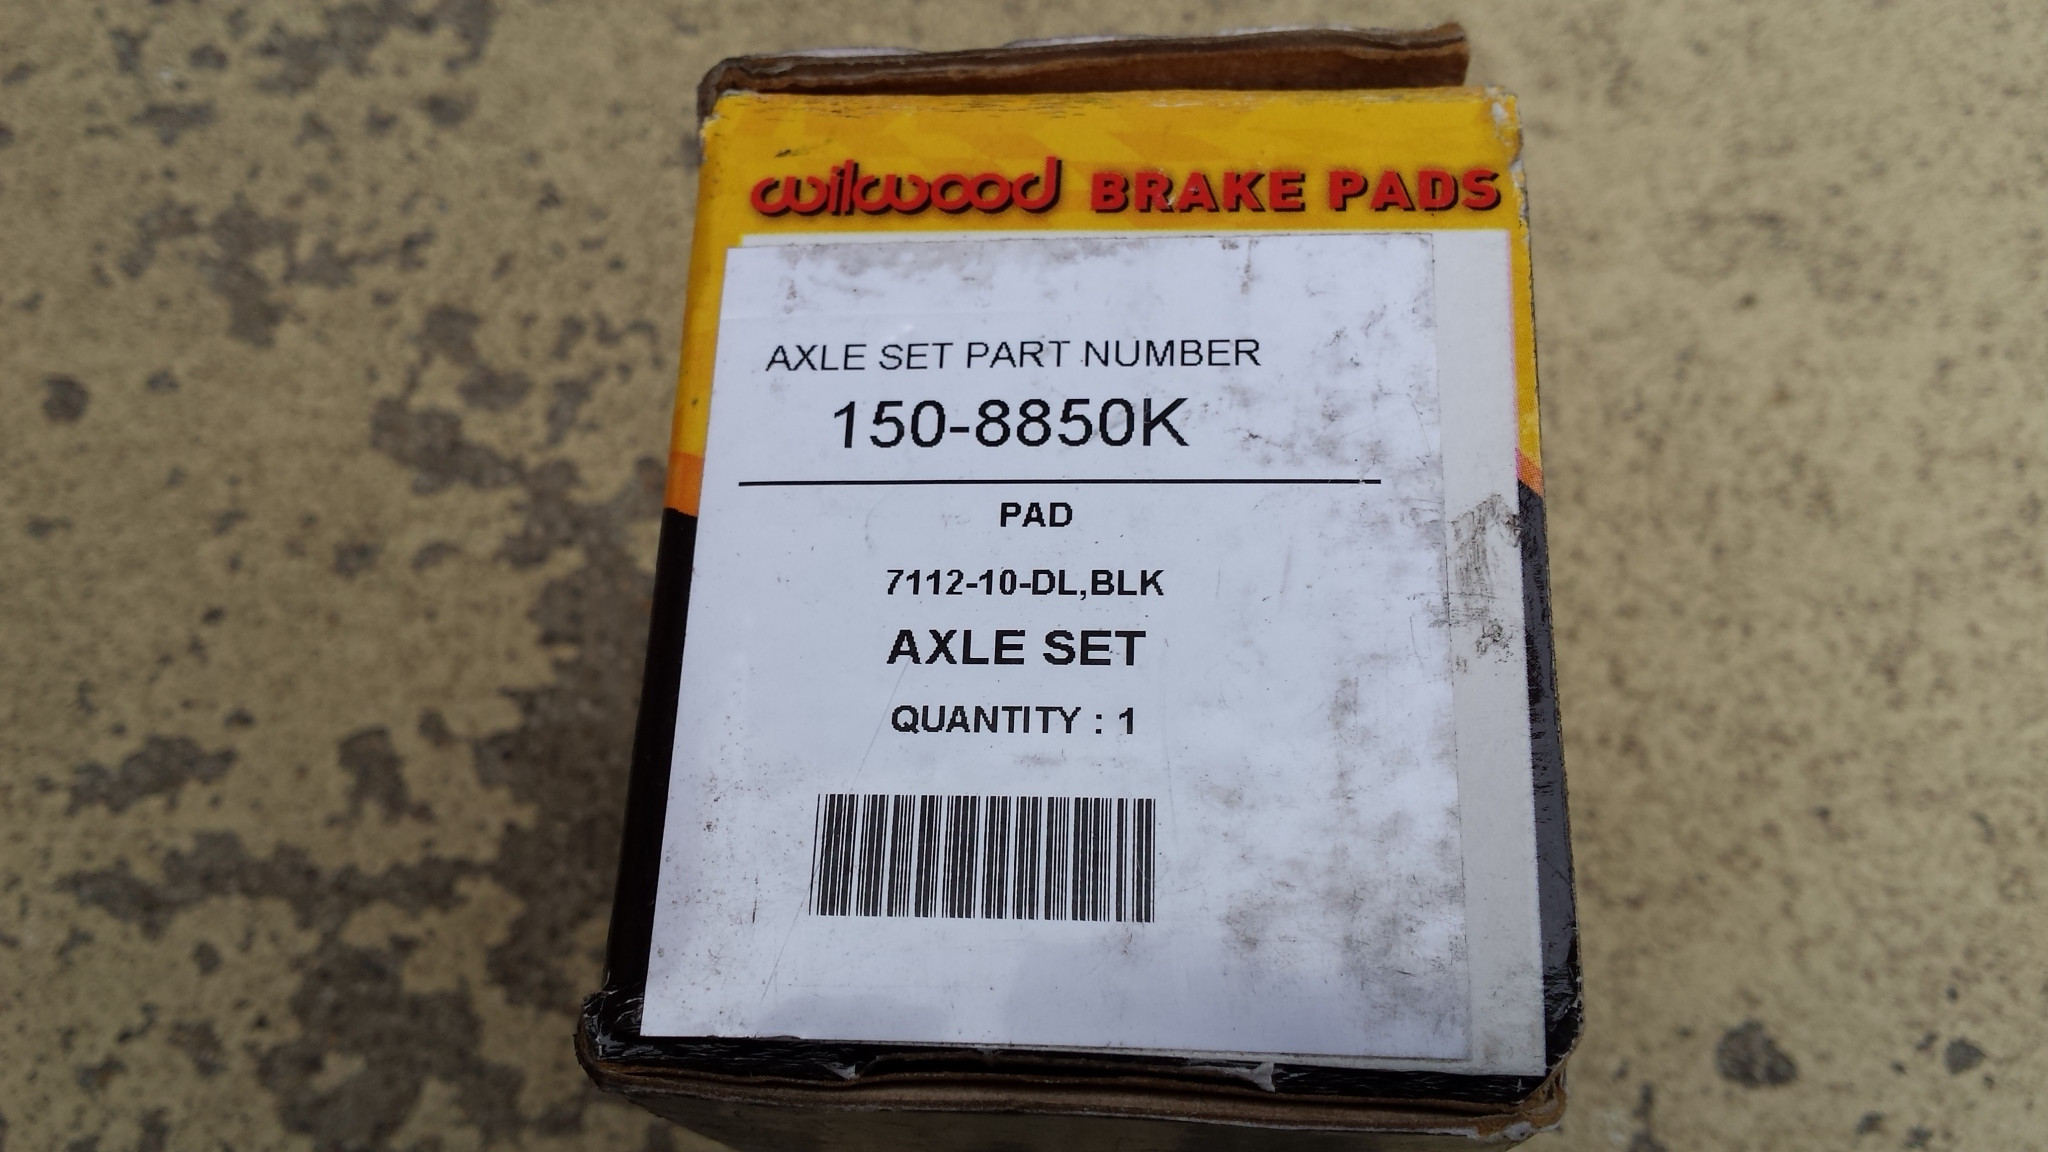 wilwood BRAKE PADS
AXLE SET PART NUMBER
150-8850K
PAD
7112-10-DL,BLK
AXLE SET
QUANTITY : 1